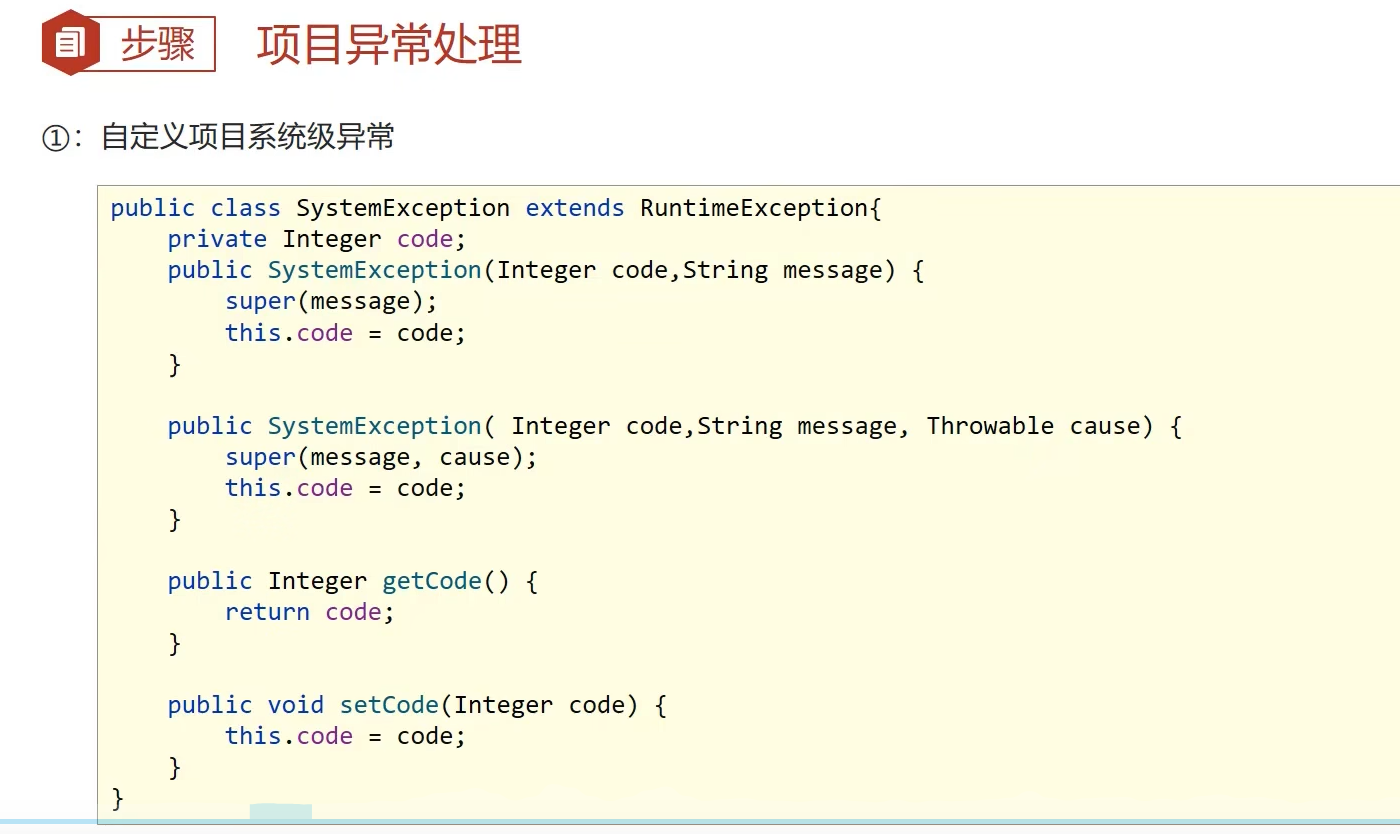 步骤 项目异常处理
①：自定义项目系统级异常
public class SystemException extends RuntimeException{
    private Integer code;
    public SystemException(Integer code,String message) {
        super(message);
        this.code = code;
    }
    public SystemException( Integer code,String message, Throwable cause) {
        super(message, cause);
        this.code = code;
    }
    public Integer getCode() {
        return code;
    }
    public void setCode(Integer code) {
        this.code = code;
    }
}